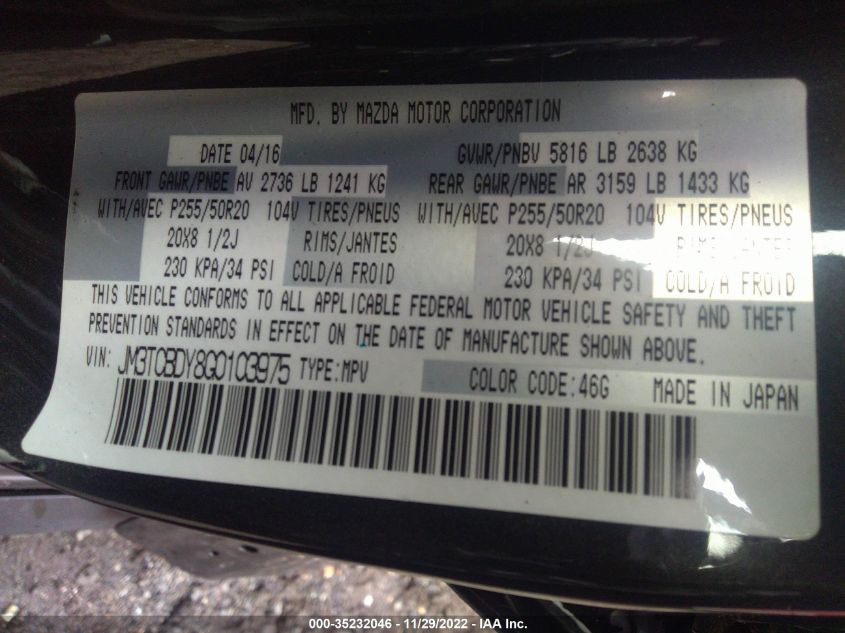 MFD. BY MAZDA MOTOR CORPORATION
DATE 04/16 GVWR/PNBV 5816 LB 2638 KG
FRONT GAWR/PNBE AV 2736 LB 1241 KG REAR GAWR/PNBE AR 3159 LB 1433 KG
WITH/AVEC P255/50R20 104V TIRES/PNEUS WITH/AVEC P255/50R20 104V TIRES/PNEUS
20X8 1/2J RIMS/JANTES 20X8 1/2J RIMS/JANTES
230 KPA/34 PSI COLD/A FROID 230 KPA/34 PSI COLD/A FROID
THIS VEHICLE CONFORMS TO ALL APPLICABLE FEDERAL MOTOR VEHICLE SAFETY AND THEFT
PREVENTION STANDARDS IN EFFECT ON THE DATE OF MANUFACTURE SHOWN ABOVE.
VIN: JM3TCBDY8G0103975 TYPE:MPV COLOR CODE:46G MADE IN JAPAN
000-35232046 - 11/29/2022 - IAA Inc.